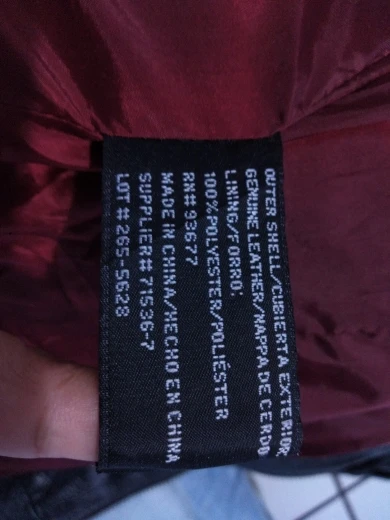 OUTER SHELL/CUBIERTA EXTERIOR
GENUINE LEATHER/NAPPA DE CERDO
LINING/FORRO:
100%POLYESTER/POLIÉSTER
RN#93677
MADE IN CHINA/HECHO EN CHINA
SUPPLIER#71536-7
LOT #265-5628